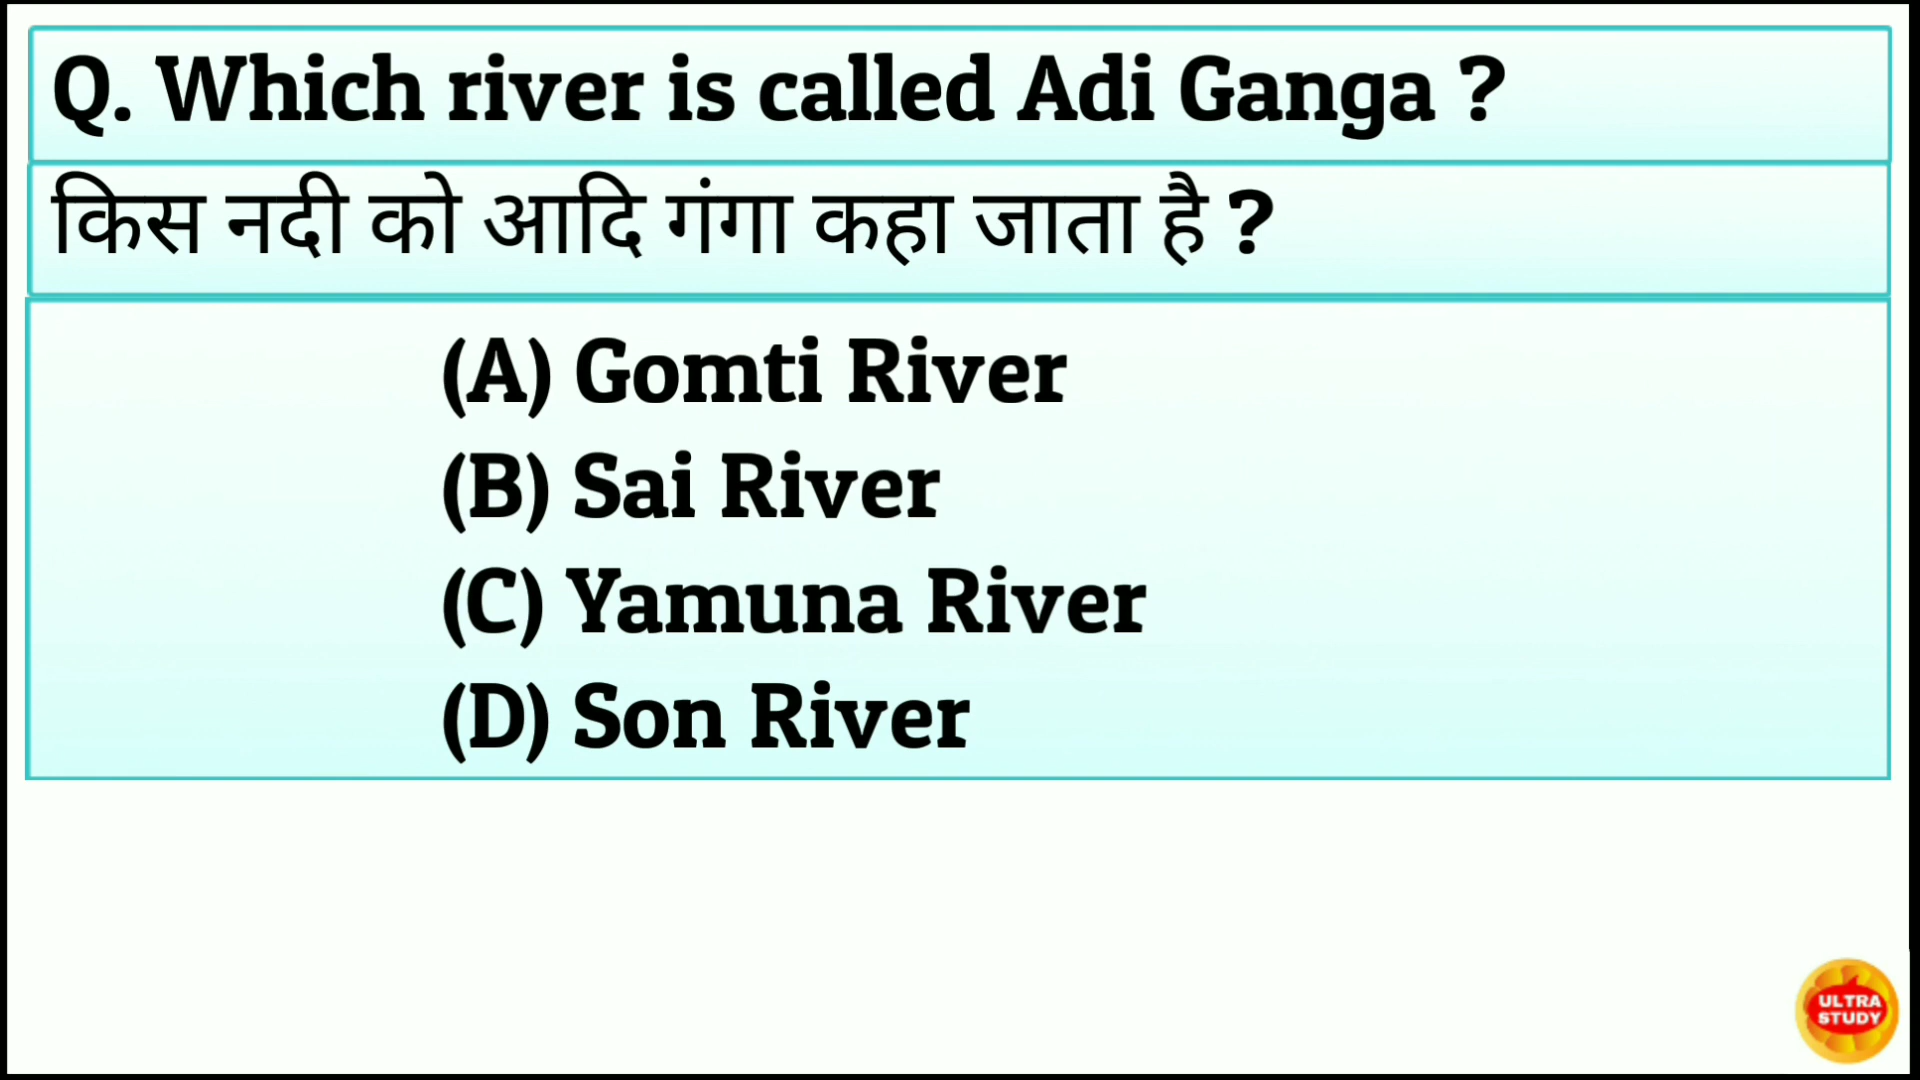 Q. Which river is called Adi Ganga ?
किस नदी को आदि गंगा कहा जाता है ?
(A) Gomti River
(B) Sai River
(C) Yamuna River
(D) Son River
ULTRA
STUDY